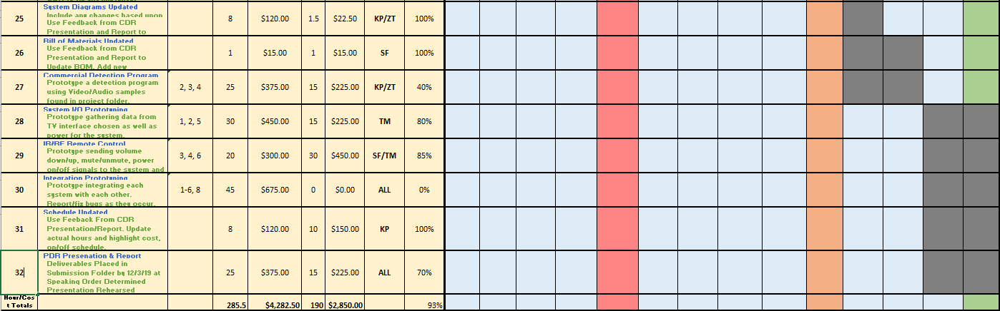 System Diagrams Updated
25 Include any changes based upon 8 $120.00 1.5 $22.50 KP/ZT 100%
Use Feedback from CDR
Presentation and Report to
Bill of Materials Updated
26 Use Feedback from CDR 1 $15.00 1 $15.00 SF 100%
Presentation and Report to
Update BOM. Add new
Commercial Detection Program
27 Prototype a detection program 2, 3, 4 25 $375.00 15 $225.00 KP/ZT 40%
using Video/Audio samples
found in project folder.
System I/O Prototyping
28 Prototype gathering data from 1, 2, 5 30 $450.00 15 $225.00 TM 80%
TV interface chosen as well as
power for the system.
IR/RF Remote Control
29 Prototype sending volume 3, 4, 6 20 $300.00 30 $450.00 SF/TM 85%
down/up, mute/unmute, power
on/off signals to the system and
Integration Prototyping
30 Prototype integrating each 1-6, 8 45 $675.00 0 $0.00 ALL 0%
system with each other.
Report/fix bugs as they occur.
Schedule Updated
31 Use Feeback From CDR 8 $120.00 10 $150.00 KP 100%
Presentation/Report. Update
actual hours and highlight cost,
on/off schedule.
PDR Presenation & Report
32 Deliverables Placed in 25 $375.00 15 $225.00 ALL 70%
Submission Folder by 12/3/19 at
Speaking Order Determined
Presentation Rehearsed
Hour/Cos
t Totals 285.5 $4,282.50 190 $2,850.00 93%